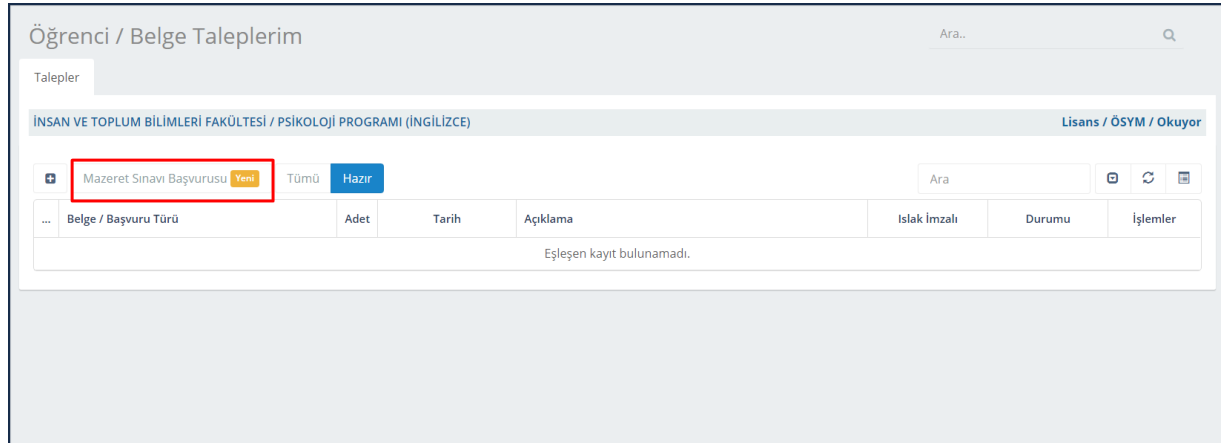 Öğrenci / Belge Taleplerim
Ara..
Talepler
İNSAN VE TOPLUM BİLİMLERİ FAKÜLTESİ / PSİKOLOJİ PROGRAMI (İNGİLİZCE)
Lisans / ÖSYM / Okuyor
Mazeret Sınavı Başvurusu Yeni Tümü Hazır
Ara
... Belge / Başvuru Türü Adet Tarih Açıklama Islak İmzalı Durumu İşlemler
Eşleşen kayıt bulunamadı.